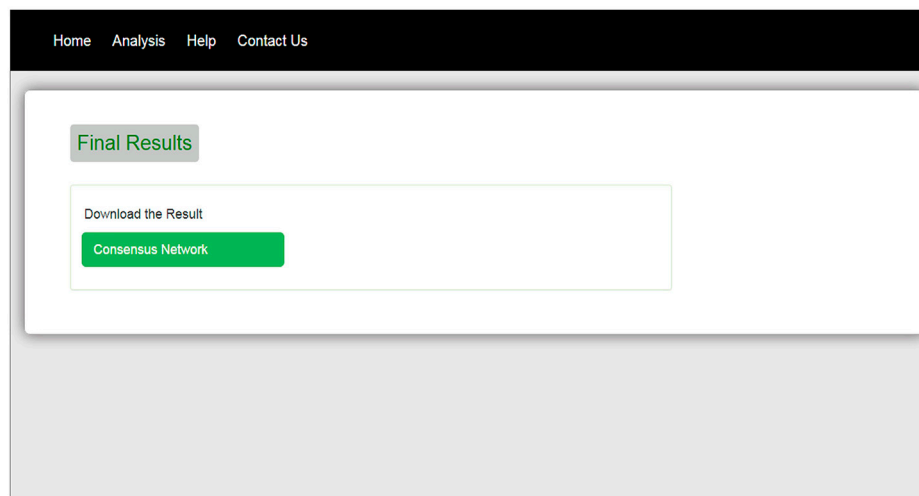 Home Analysis Help Contact Us
Final Results
Download the Result
Consensus Network